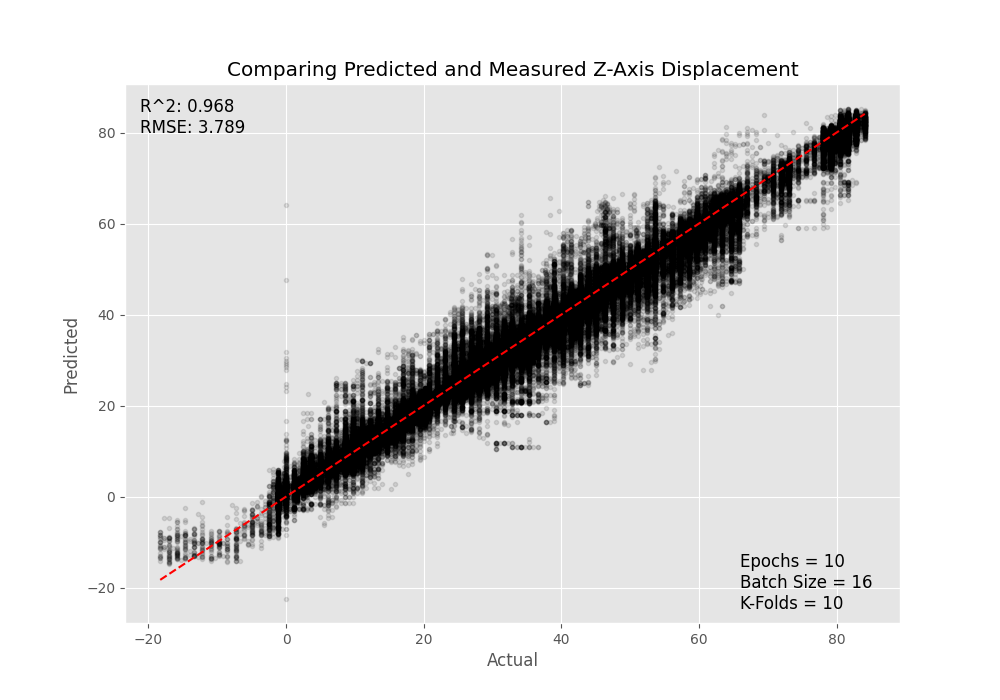 Comparing Predicted and Measured Z-Axis Displacement
R^2: 0.968
RMSE: 3.789
80
60
40
20
0
−20
Predicted
Epochs = 10
Batch Size = 16
K-Folds = 10
−20 0 20 40 60 80
Actual